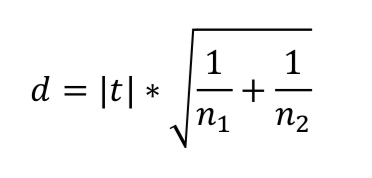 d = |t| * √(1/n₁ + 1/n₂)